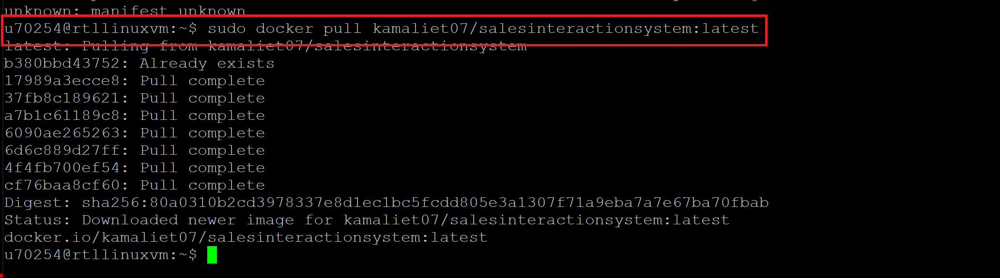 unknown: manifest unknown
u70254@rtllinuxvm:~$ sudo docker pull kamaliet07/salesinteractionsystem:latest
latest: Pulling from kamaliet07/salesinteractionsystem
b380bbd43752: Already exists
17989a3ecce8: Pull complete
37fb8c189621: Pull complete
a7b1c61189c8: Pull complete
6090ae265263: Pull complete
6d6c889d27ff: Pull complete
4f4fb700ef54: Pull complete
cf76baa8cf60: Pull complete
Digest: sha256:80a0310b2cd3978337e8d1ec1bc5fcdd805e3a1307f71a9eba7a7e67ba70fbab
Status: Downloaded newer image for kamaliet07/salesinteractionsystem:latest
docker.io/kamaliet07/salesinteractionsystem:latest
u70254@rtllinuxvm:~$